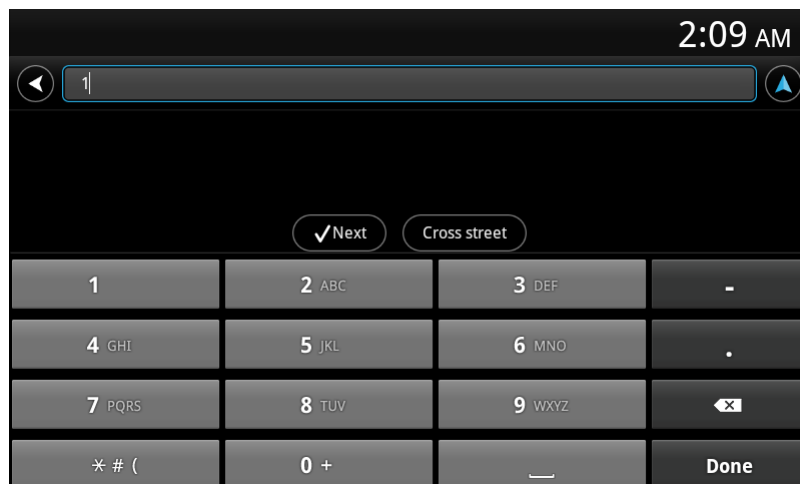 2:09 AM
1
Next Cross street
1 2 ABC 3 DEF -
4 GHI 5 JKL 6 MNO .
7 PQRS 8 TUV 9 WXYZ
* # ( 0 + Done